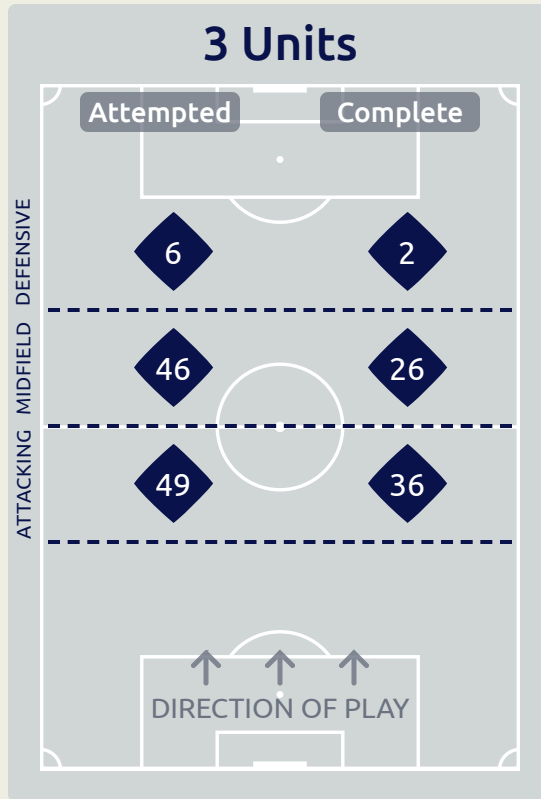 3 Units
Attempted Complete
DEFENSIVE
6 2
MIDFIELD
46 26
ATTACKING
49 36
DIRECTION OF PLAY